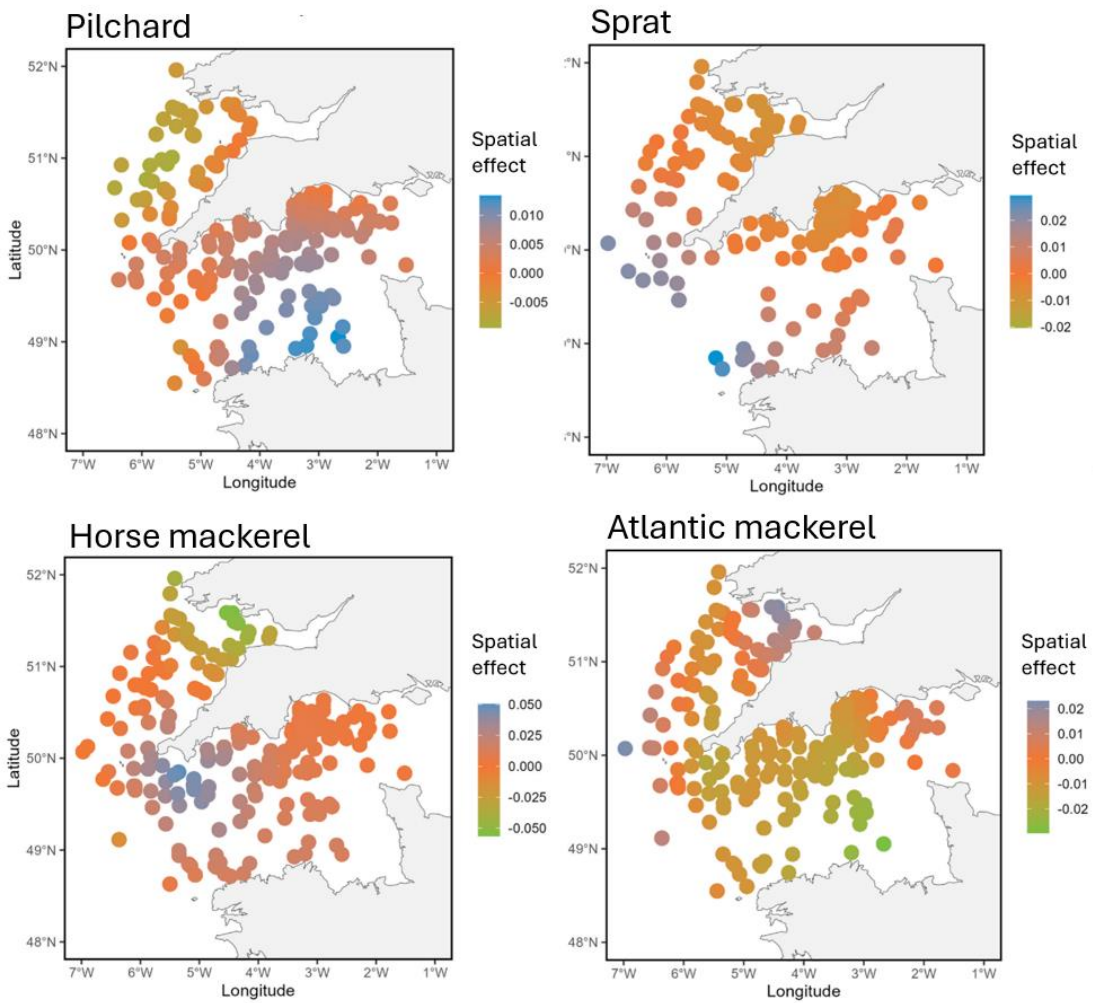 Pilchard
52°N
51°N
50°N
49°N
48°N
Latitude
7°W 6°W 5°W 4°W 3°W 2°W 1°W
Longitude
Spatial
effect
0.010
0.005
0.000
-0.005
Sprat
°N
°N
°N
°N
°N
7°W 6°W 5°W 4°W 3°W 2°W 1°W
Longitude
Spatial
effect
0.02
0.01
0.00
-0.01
-0.02
Horse mackerel
52°N
51°N
50°N
49°N
48°N
Latitude
7°W 6°W 5°W 4°W 3°W 2°W 1°W
Longitude
Spatial
effect
0.050
0.025
0.000
-0.025
-0.050
Atlantic mackerel
52°N
51°N
50°N
49°N
48°N
7°W 6°W 5°W 4°W 3°W 2°W 1°W
Longitude
Spatial
effect
0.02
0.01
0.00
-0.01
-0.02